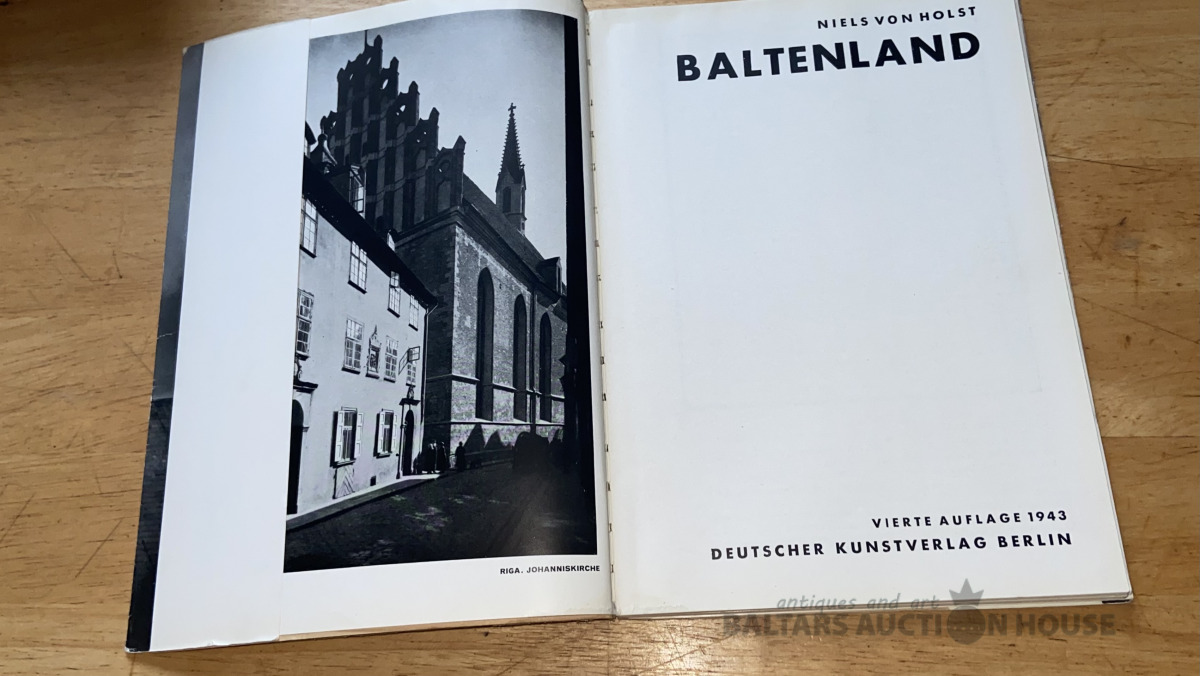 RIGA. JOHANNISKIRCHE
NIELS VON HOLST
BALTENLAND
VIERTE AUFLAGE 1943
DEUTSCHER KUNSTVERLAG BERLIN
antiques and art
BALTARS AUCTION HOUSE